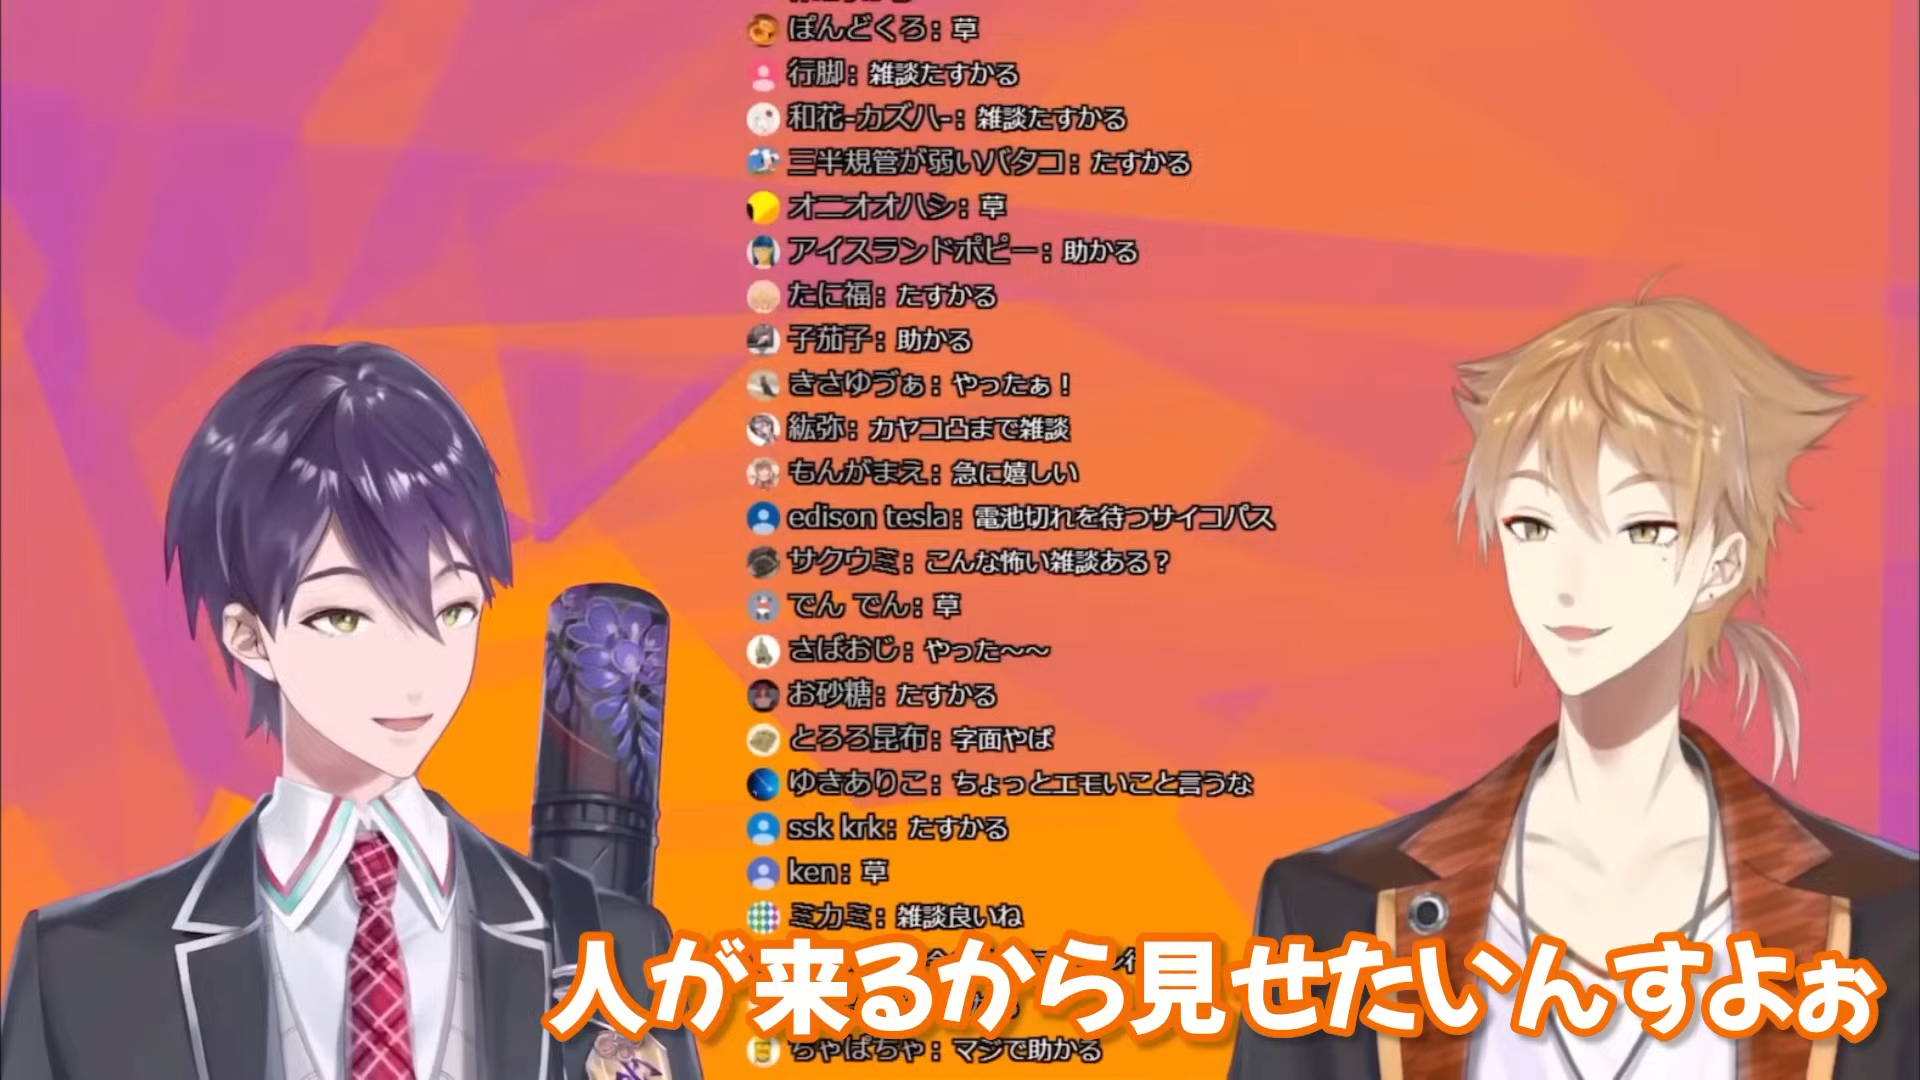 ぽんどくろ: 草
行脚: 雑談たすかる
和花-カズハ-: 雑談たすかる
三半規管が弱いバタコ: たすかる
オニオオハシ: 草
アイスランドポピー: 助かる
たに福: たすかる
子茄子: 助かる
きさゆづぁ: やったぁ!
紘弥: カヤコ凸まで雑談
もんがまえ: 急に嬉しい
edison tesla: 電池切れを待つサイコパス
サクウミ: こんな怖い雑談ある?
でん でん: 草
さばおじ: やった〜〜
お砂糖: たすかる
とろろ昆布: 字面やば
ゆきありこ: ちょっとエモいこと言うな
ssk krk: たすかる
ken: 草
ミカミ: 雑談良いね
人が来るから見せたいんすよぉ
ちゃぱちゃ: マジで助かる